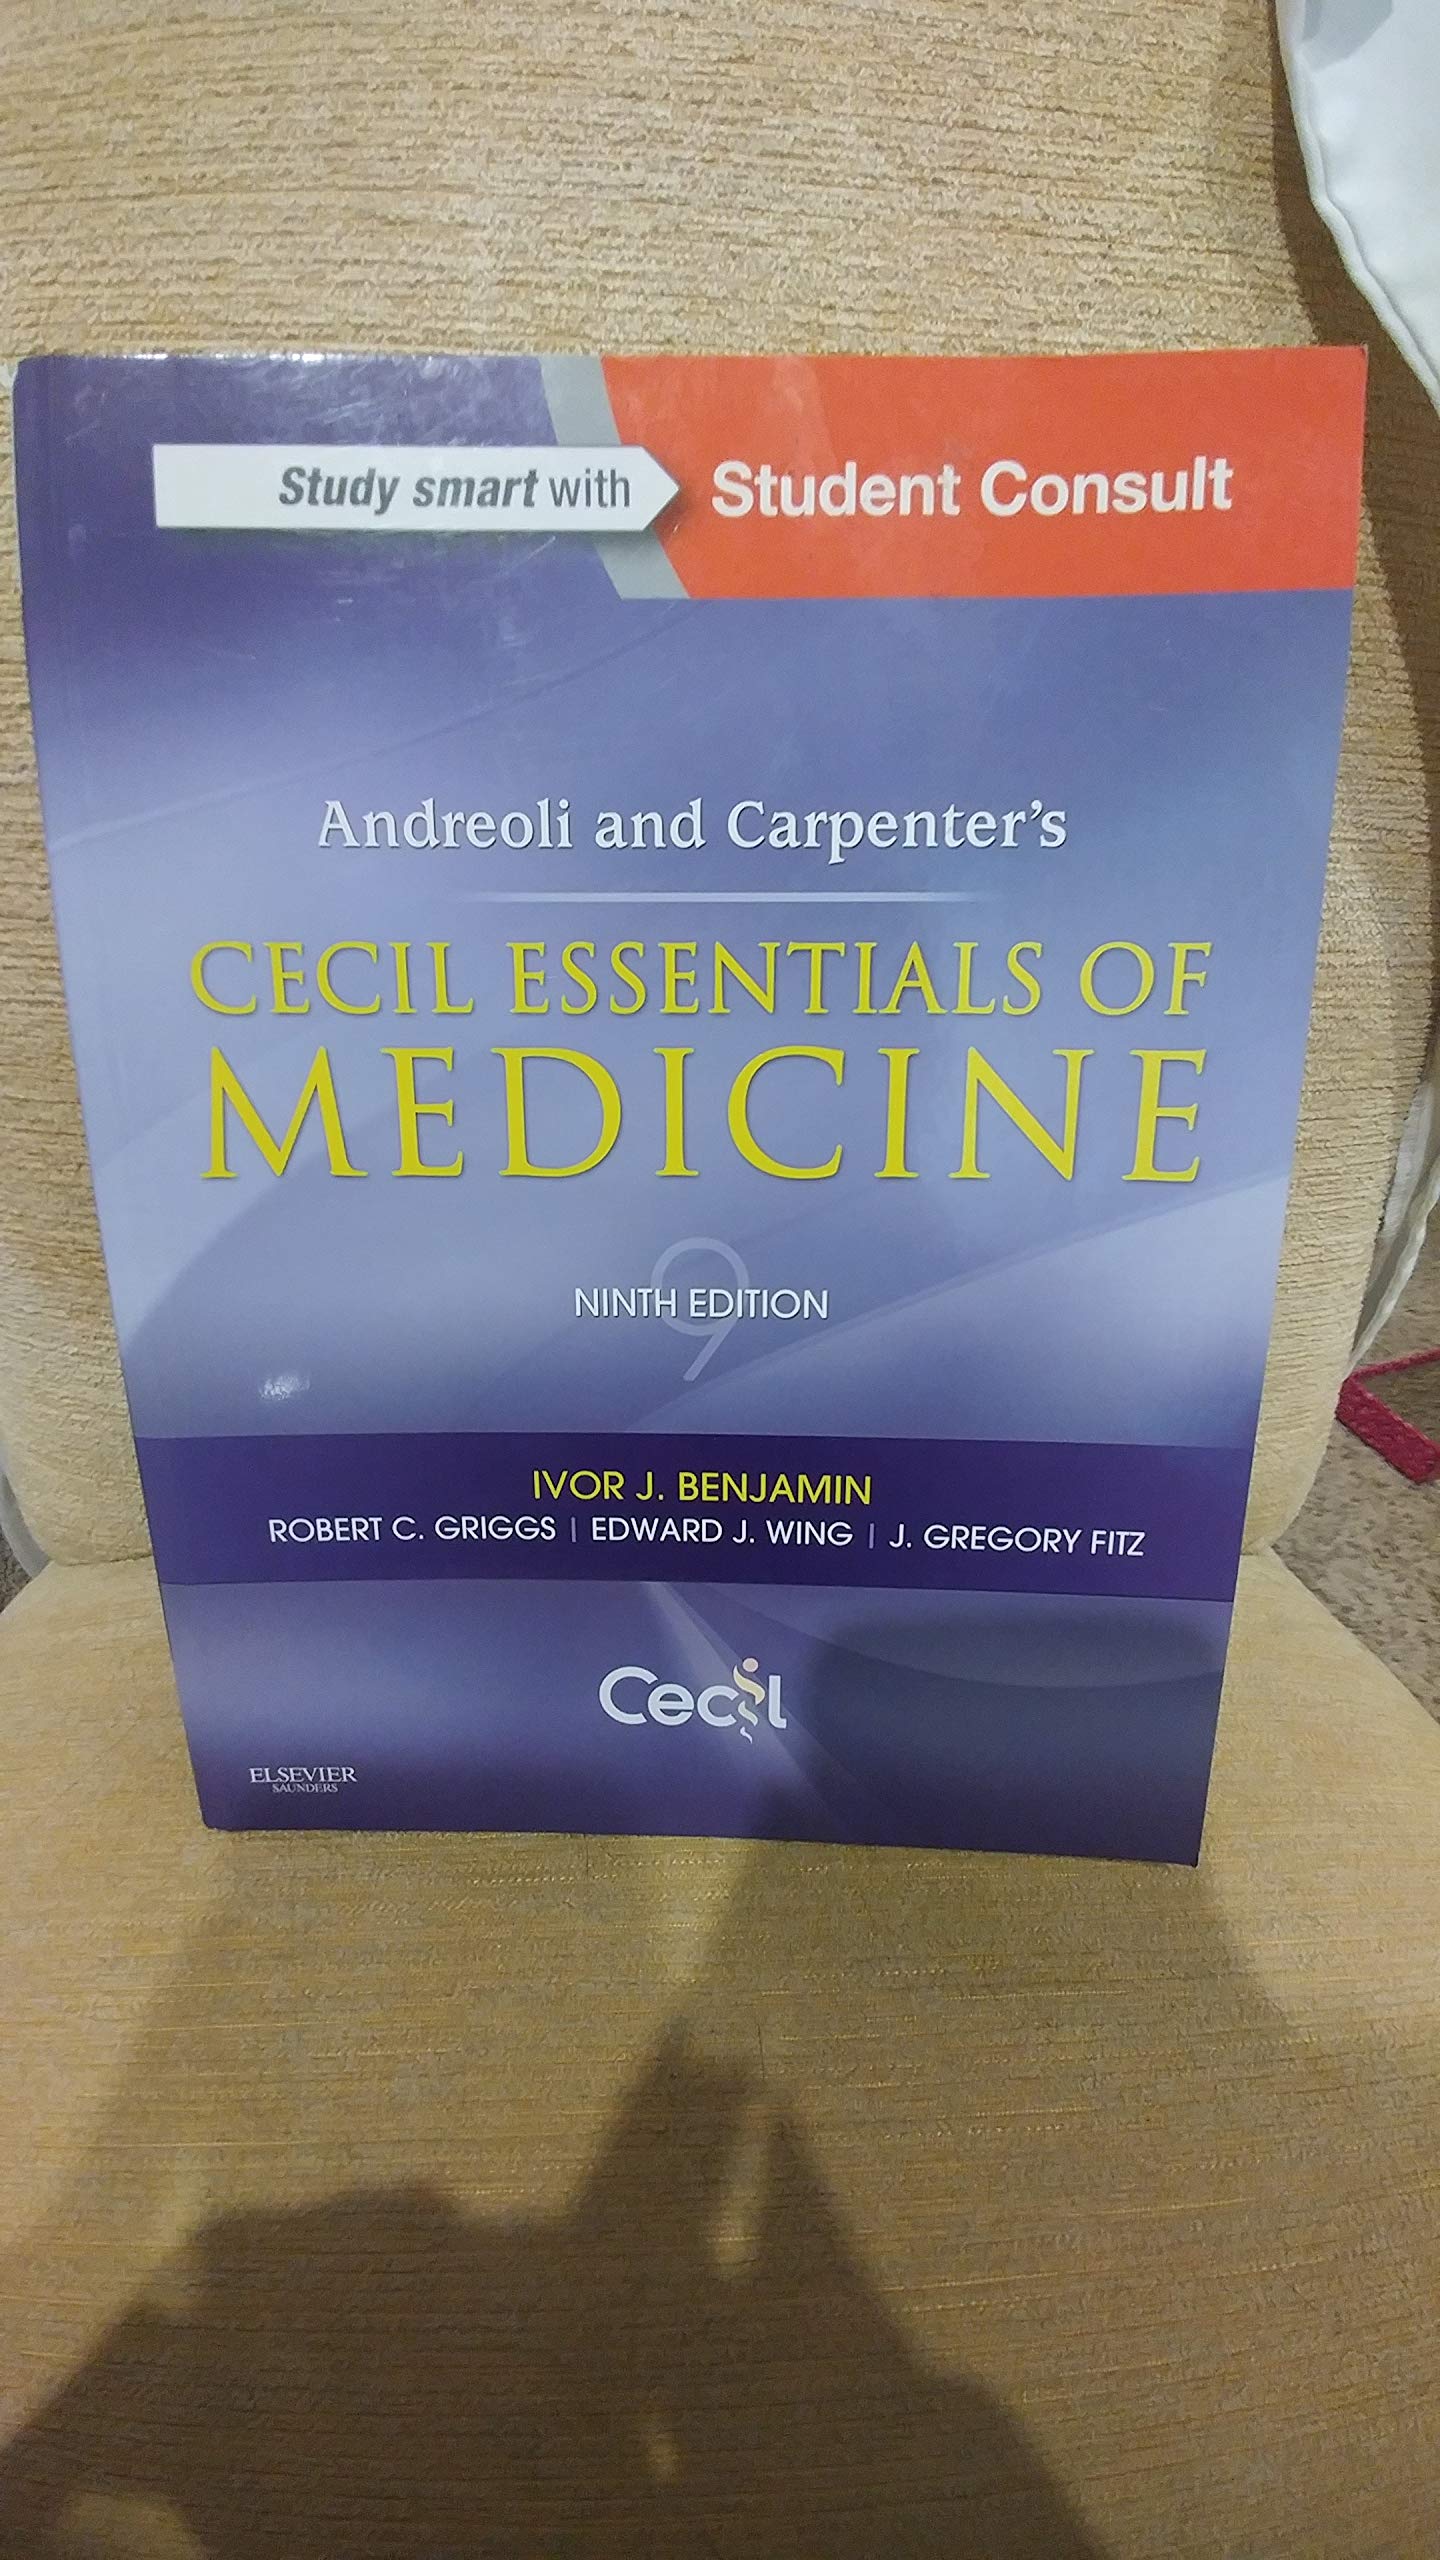 Study smart with Student Consult
Andreoli and Carpenter's
CECIL ESSENTIALS OF
MEDICINE
9
NINTH EDITION
IVOR J. BENJAMIN
ROBERT C. GRIGGS | EDWARD J. WING | J. GREGORY FITZ
Cecil
ELSEVIER
SAUNDERS